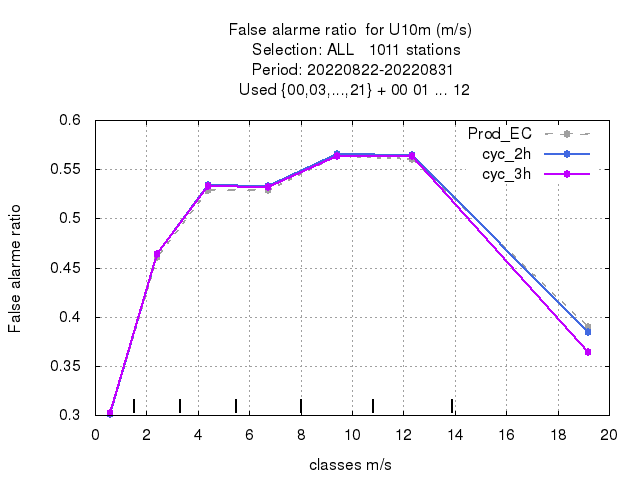 False alarme ratio  for U10m (m/s)
Selection: ALL   1011 stations
Period: 20220822-20220831
Used {00,03,...,21} + 00 01 ... 12
Prod_EC
cyc_2h
cyc_3h
False alarme ratio
0.6
0.55
0.5
0.45
0.4
0.35
0.3
0 2 4 6 8 10 12 14 16 18 20
classes m/s